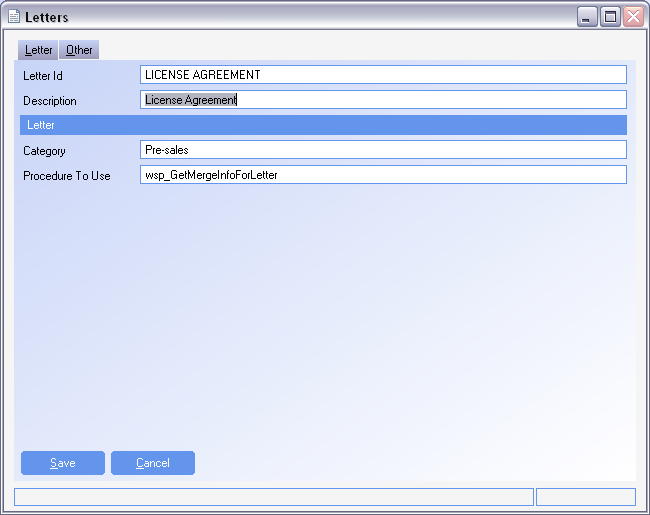 Letters
Letter Other
Letter Id LICENSE AGREEMENT
Description License Agreement
Letter
Category Pre-sales
Procedure To Use wsp_GetMergeInfoForLetter
Save Cancel